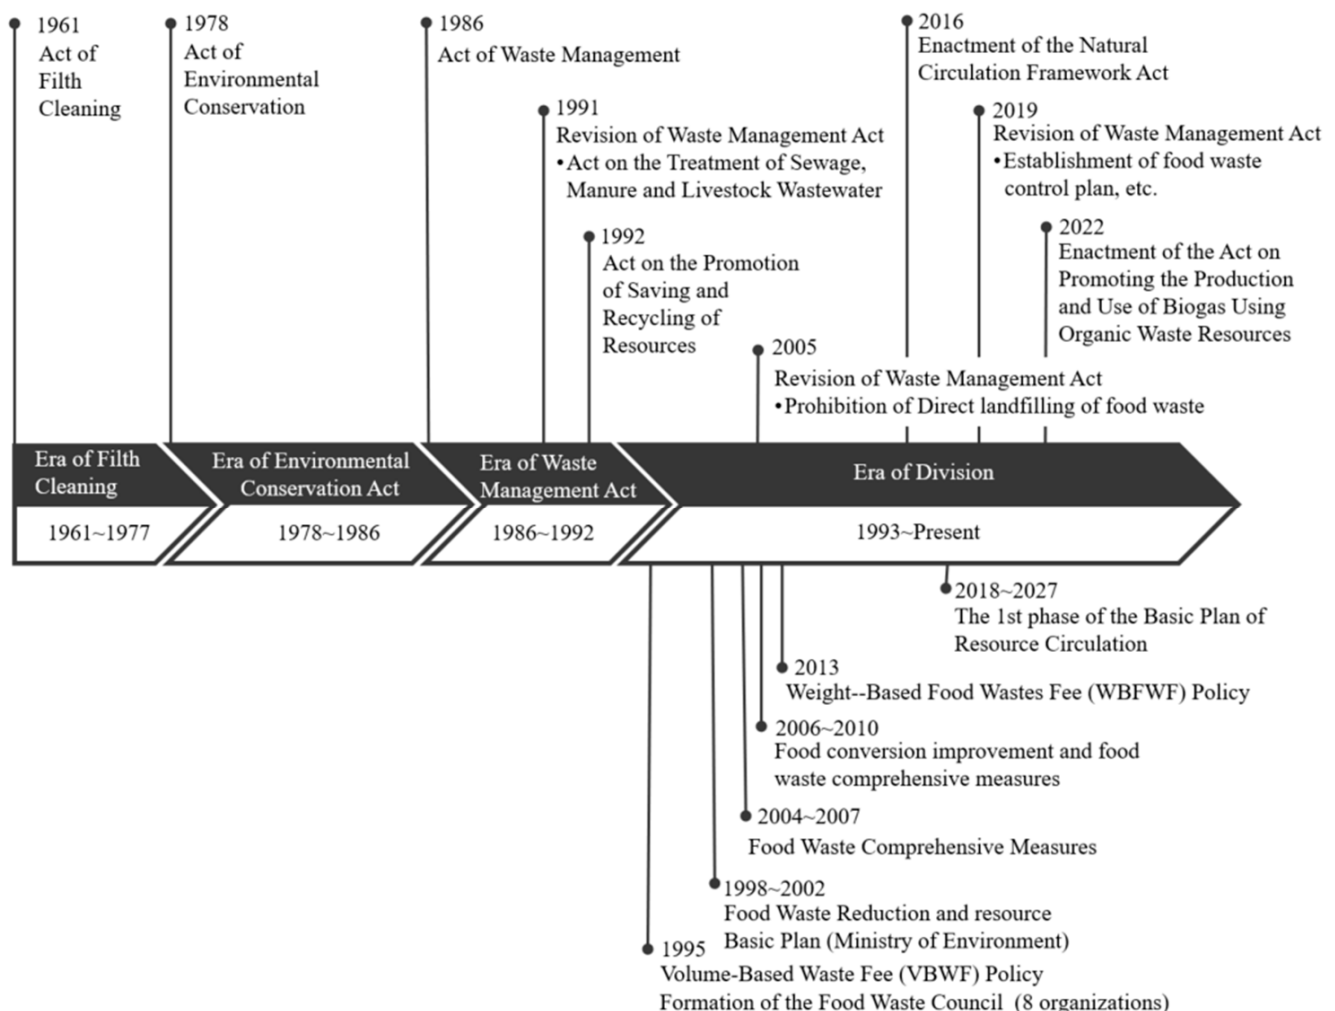 1961
Act of
Filth
Cleaning
1978
Act of
Environmental
Conservation
1986
Act of Waste Management
1991
Revision of Waste Management Act
•Act on the Treatment of Sewage,
Manure and Livestock Wastewater
1992
Act on the Promotion
of Saving and
Recycling of
Resources
2005
Revision of Waste Management Act
•Prohibition of Direct landfilling of food waste
2016
Enactment of the Natural
Circulation Framework Act
2019
Revision of Waste Management Act
•Establishment of food waste
control plan, etc.
2022
Enactment of the Act on
Promoting the Production
and Use of Biogas Using
Organic Waste Resources
Era of Filth
Cleaning
1961~1977
Era of Environmental
Conservation Act
1978~1986
Era of Waste
Management Act
1986~1992
Era of Division
1993~Present
2018~2027
The 1st phase of the Basic Plan of
Resource Circulation
2013
Weight--Based Food Wastes Fee (WBFWF) Policy
2006~2010
Food conversion improvement and food
waste comprehensive measures
2004~2007
Food Waste Comprehensive Measures
1998~2002
Food Waste Reduction and resource
Basic Plan (Ministry of Environment)
1995
Volume-Based Waste Fee (VBWF) Policy
Formation of the Food Waste Council (8 organizations)